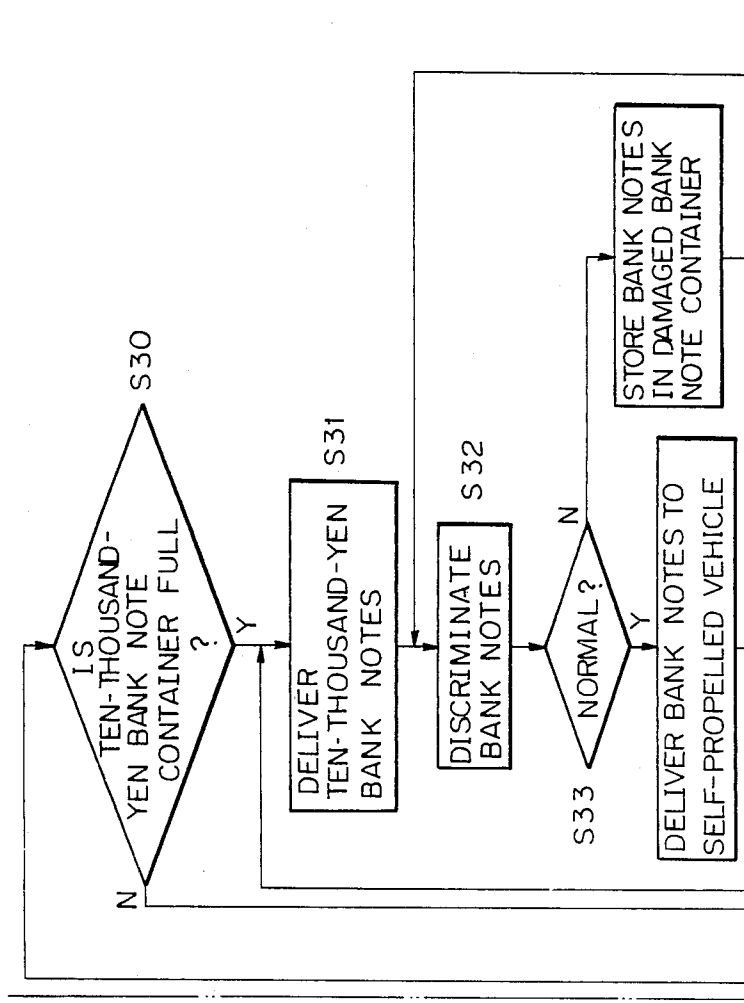 IS
TEN-THOUSAND-
YEN BANK NOTE
CONTAINER FULL
?
S30
N
Y
DELIVER
TEN-THOUSAND-YEN
BANK NOTES
S31
DISCRIMINATE
BANK NOTES
S32
NORMAL?
S33
N
Y
STORE BANK NOTES
IN DAMAGED BANK
NOTE CONTAINER
DELIVER BANK NOTES TO
SELF-PROPELLED VEHICLE